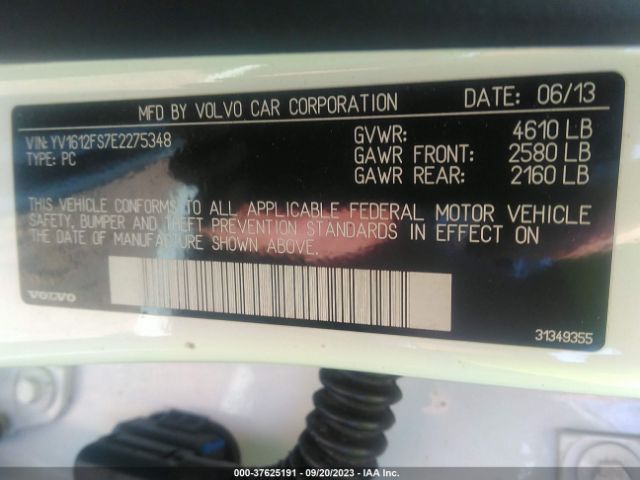 MFD BY VOLVO CAR CORPORATION DATE: 06/13
VIN: YV1612FS7E2275348 GVWR: 4610 LB
TYPE: PC GAWR FRONT: 2580 LB
GAWR REAR: 2160 LB
THIS VEHICLE CONFORMS TO ALL APPLICABLE FEDERAL MOTOR VEHICLE
SAFETY, BUMPER AND THEFT PREVENTION STANDARDS IN EFFECT ON
THE DATE OF MANUFACTURE SHOWN ABOVE.
VOLVO
31349355
000-37625191 - 09/20/2023 - IAA Inc.